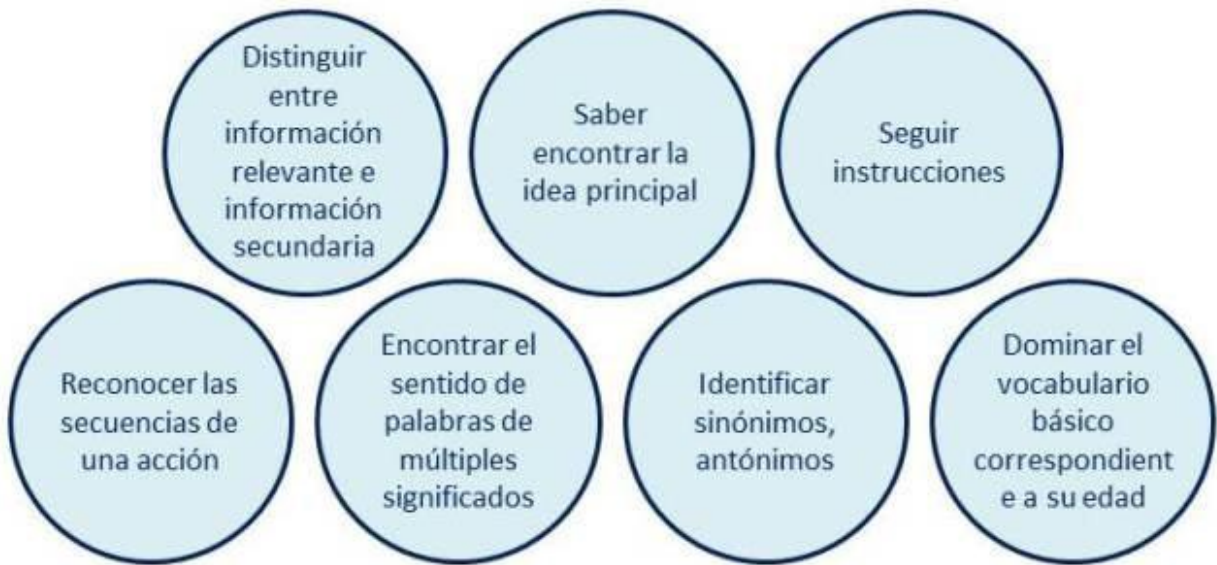 Distinguir
entre
información
relevante e
información
secundaria
Saber
encontrar la
idea principal
Seguir
instrucciones
Reconocer las
secuencias de
una acción
Encontrar el
sentido de
palabras de
múltiples
significados
Identificar
sinónimos,
antónimos
Dominar el
vocabulario
básico
correspondient
e a su edad